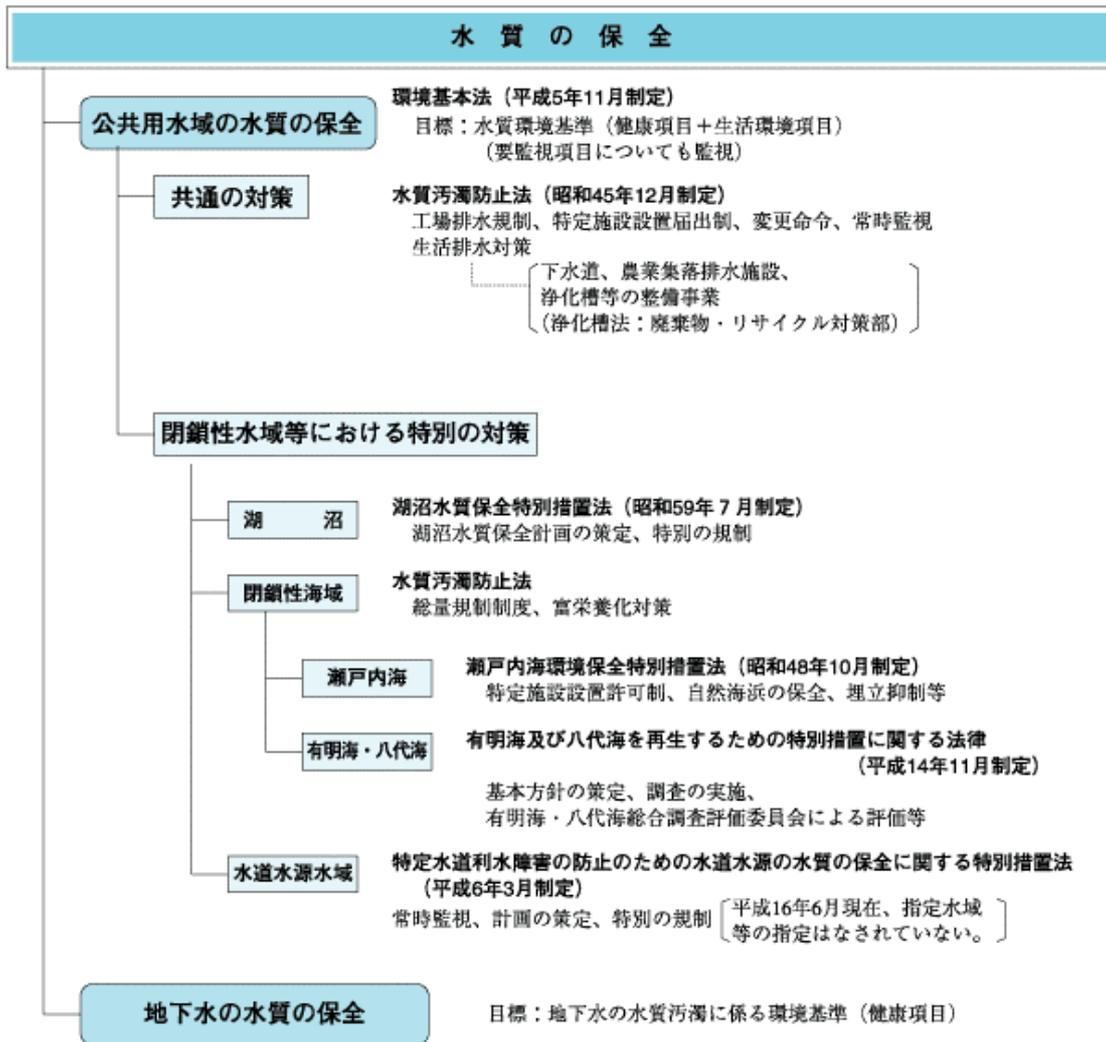 水質の保全
公共用水域の水質の保全
環境基本法（平成5年11月制定）
目標：水質環境基準（健康項目＋生活環境項目）
（要監視項目についても監視）
共通の対策
水質汚濁防止法（昭和45年12月制定）
工場排水規制、特定施設設置届出制、変更命令、常時監視
生活排水対策
下水道、農業集落排水施設、
浄化槽等の整備事業
（浄化槽法：廃棄物・リサイクル対策部）
閉鎖性水域等における特別の対策
湖沼
湖沼水質保全特別措置法（昭和59年７月制定）
湖沼水質保全計画の策定、特別の規制
閉鎖性海域
水質汚濁防止法
総量規制制度、富栄養化対策
瀬戸内海
瀬戸内海環境保全特別措置法（昭和48年10月制定）
特定施設設置許可制、自然海浜の保全、埋立抑制等
有明海・八代海
有明海及び八代海を再生するための特別措置に関する法律
（平成14年11月制定）
基本方針の策定、調査の実施、
有明海・八代海総合調査評価委員会による評価等
水道水源水域
特定水道利水障害の防止のための水道水源の水質の保全に関する特別措置法
（平成6年3月制定）
常時監視、計画の策定、特別の規制
平成16年6月現在、指定水域
等の指定はなされていない。
地下水の水質の保全
目標：地下水の水質汚濁に係る環境基準（健康項目）